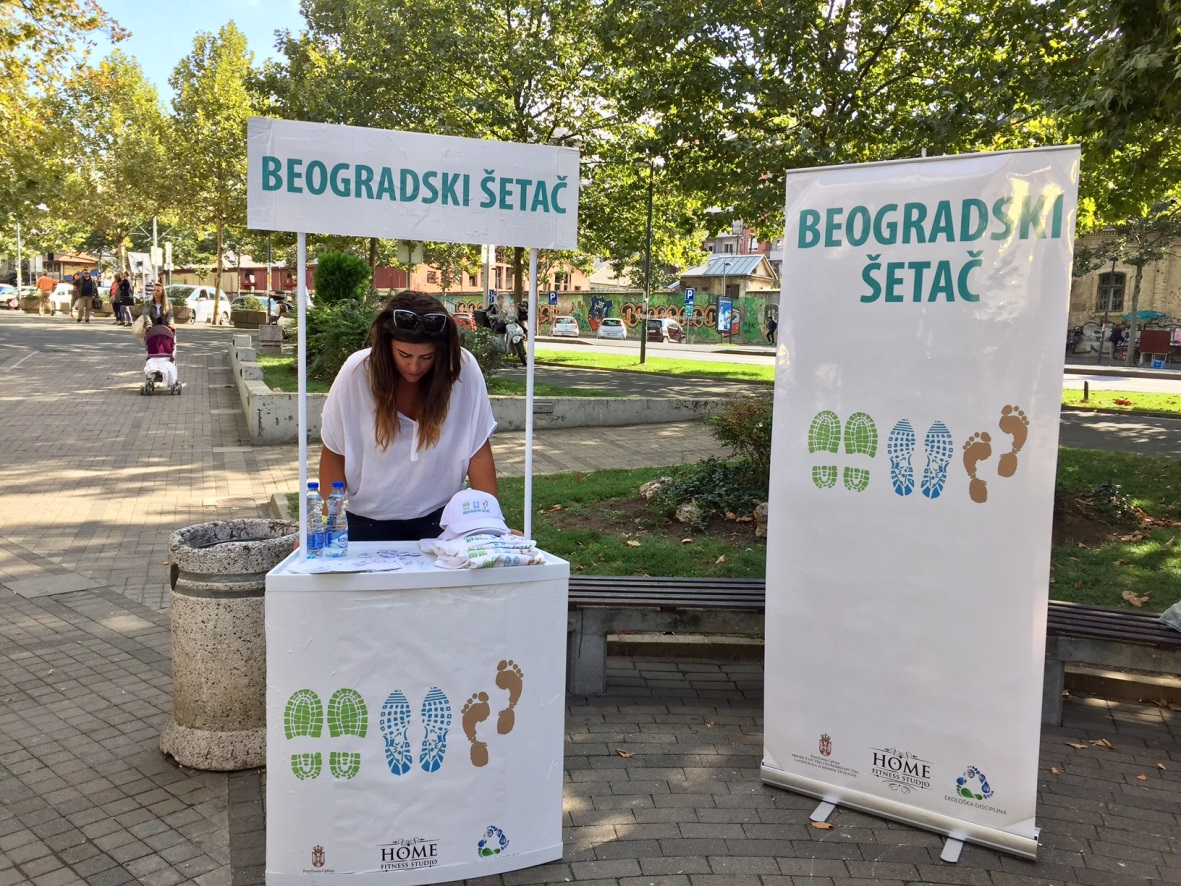 BEOGRADSKI ŠETAČ
BEOGRADSKI
ŠETAČ
HOME
FITNESS STUDIO
EKOLOŠKA DISCIPLINA
HOME
FITNESS STUDIO
P
P